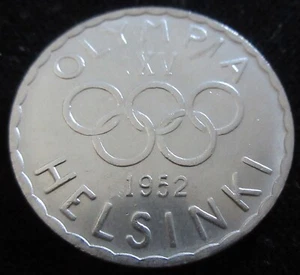 OLYMPIA
XV
1952
HELSINKI